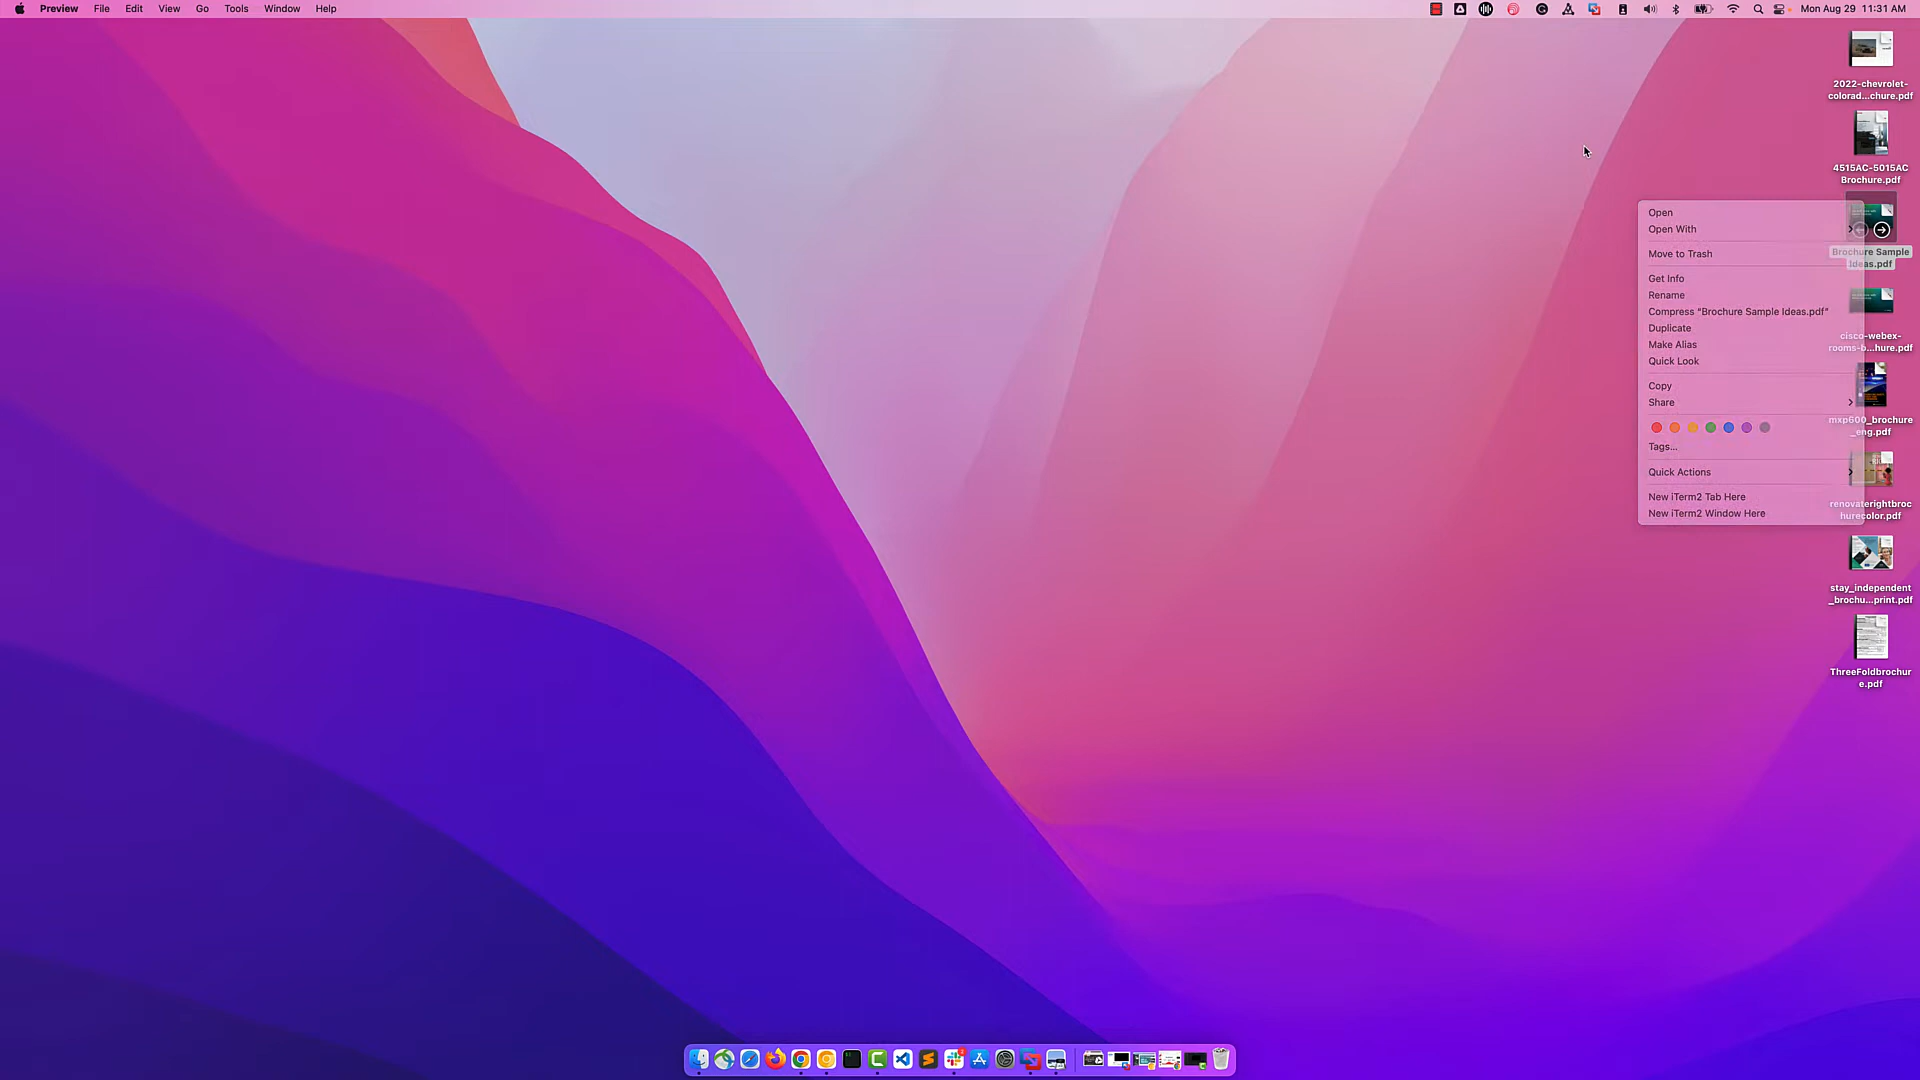 Preview File Edit View Go Tools Window Help Mon Aug 29 11:31 AM
2022-chevrolet-
colorad...chure.pdf
4515AC-5015AC
Brochure.pdf
Brochure Sample
Ideas.pdf
cisco-webex-
rooms-b...hure.pdf
mxp600_brochure
_eng.pdf
renovaterightbroc
hurecolor.pdf
stay_independent
_brochu...print.pdf
ThreeFoldbrochur
e.pdf
Open
Open With
Move to Trash
Get Info
Rename
Compress “Brochure Sample Ideas.pdf”
Duplicate
Make Alias
Quick Look
Copy
Share
Tags...
Quick Actions
New iTerm2 Tab Here
New iTerm2 Window Here